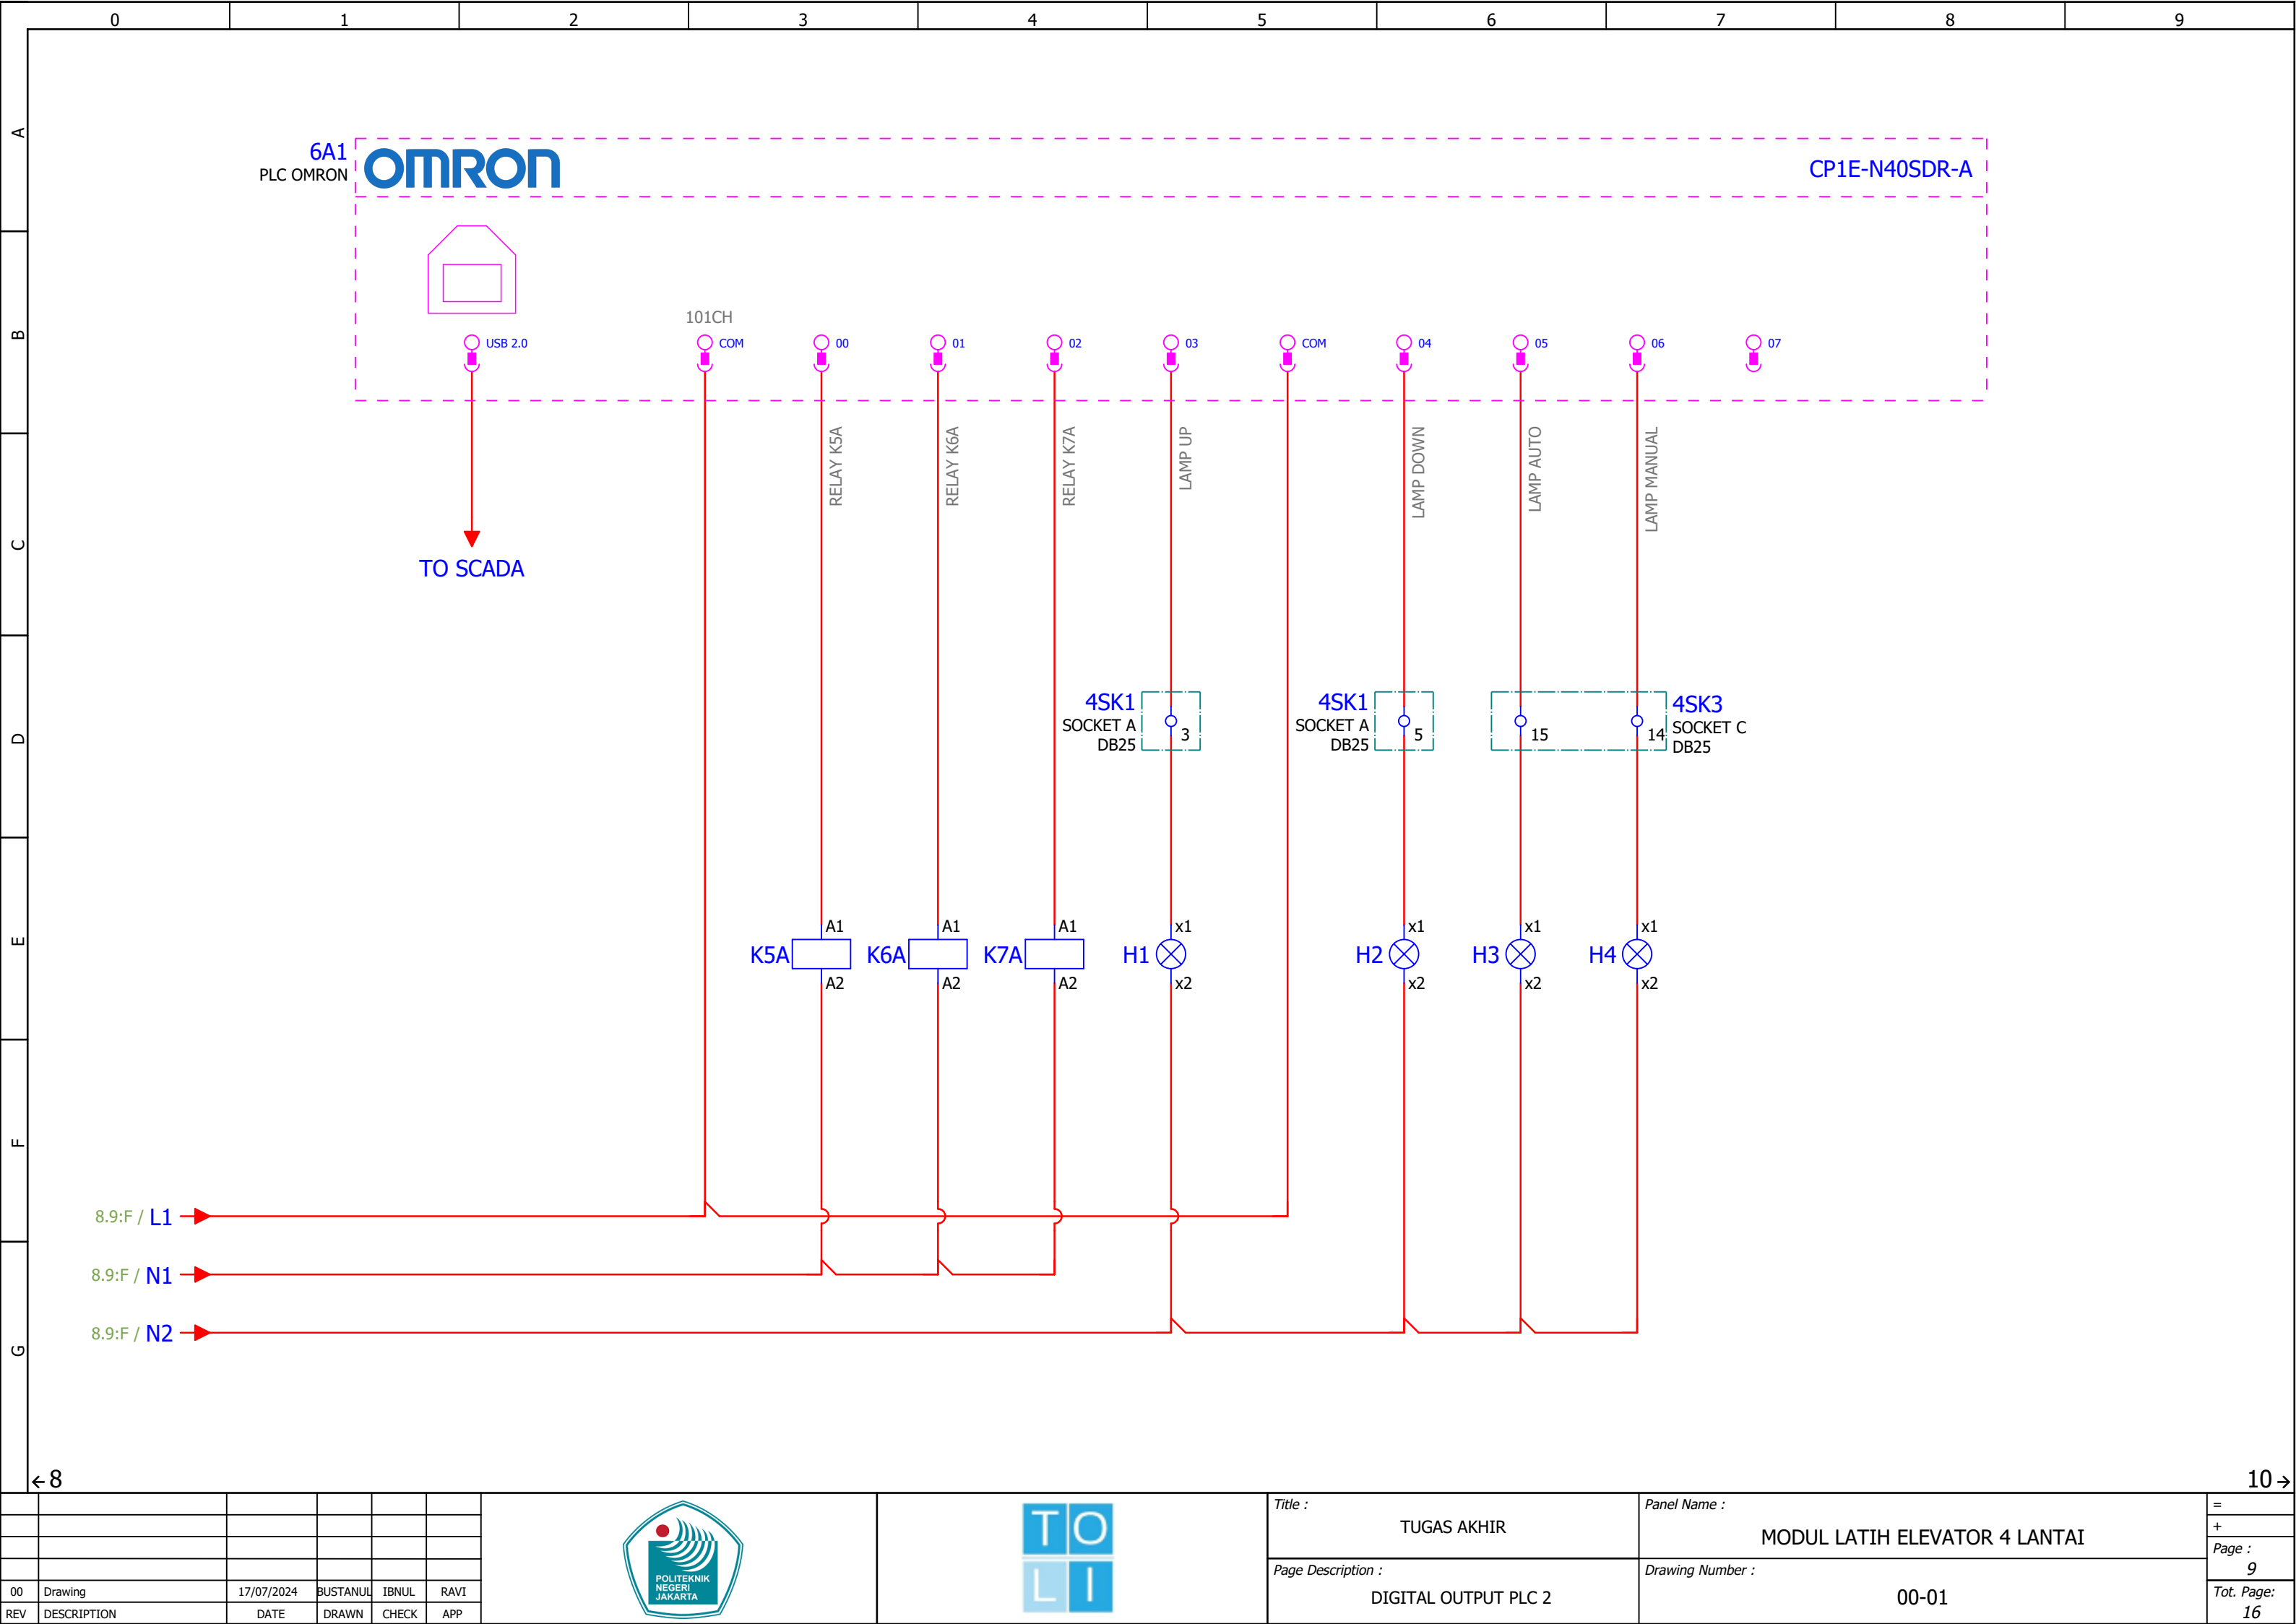 0 1 2 3 4 5 6 7 8 9
A
B
C
D
E
F
G
6A1
PLC OMRON
OMRON
CP1E-N40SDR-A
101CH
USB 2.0
COM
00
01
02
03
COM
04
05
06
07
RELAY K5A
RELAY K6A
RELAY K7A
LAMP UP
LAMP DOWN
LAMP AUTO
LAMP MANUAL
TO SCADA
4SK1
SOCKET A
DB25
3
4SK1
SOCKET A
DB25
5
15
14
4SK3
SOCKET C
DB25
K5A
A1
A2
K6A
A1
A2
K7A
A1
A2
H1
x1
x2
H2
x1
x2
H3
x1
x2
H4
x1
x2
8.9:F / L1
8.9:F / N1
8.9:F / N2
←8
10→
00 Drawing 17/07/2024 BUSTANUL IBNUL RAVI
REV DESCRIPTION DATE DRAWN CHECK APP
POLITEKNIK
NEGERI
JAKARTA
TO
LI
Title :
TUGAS AKHIR
Page Description :
DIGITAL OUTPUT PLC 2
Panel Name :
MODUL LATIH ELEVATOR 4 LANTAI
Drawing Number :
00-01
=
+
Page :
9
Tot. Page:
16